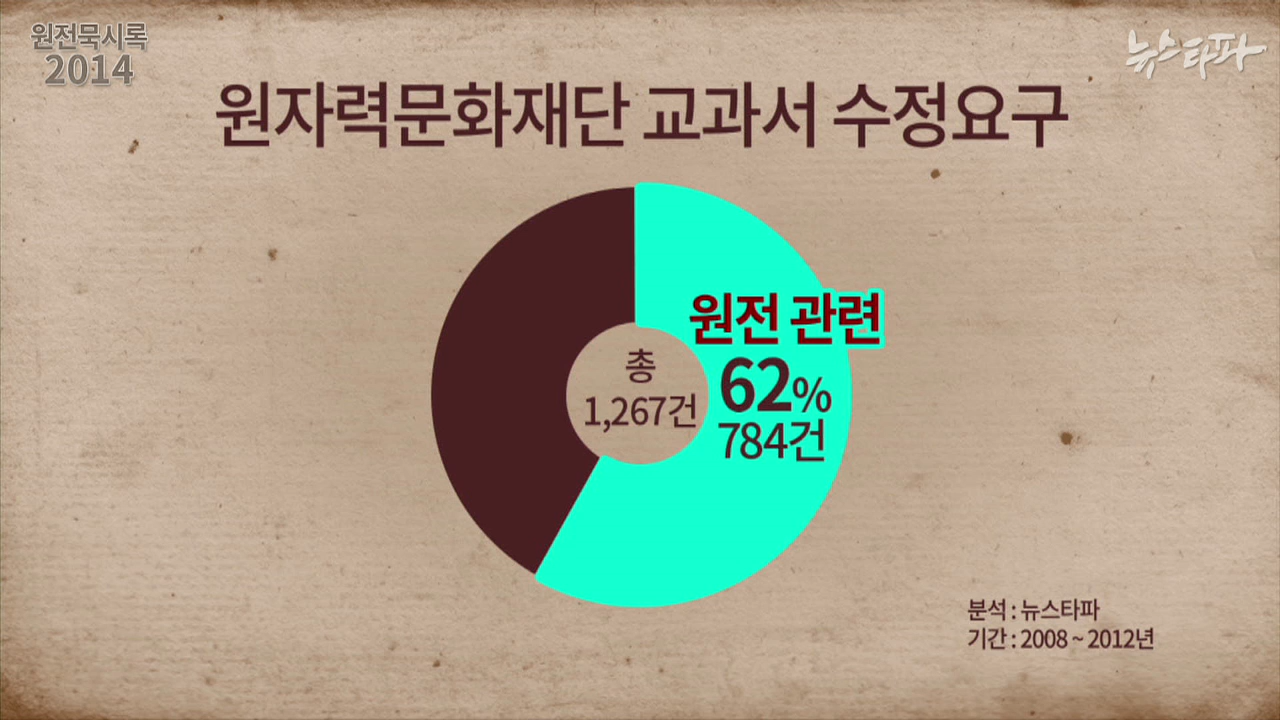 원전묵시록
2014
뉴스타파
원자력문화재단 교과서 수정요구
원전 관련
62%
784건
총
1,267건
분석 : 뉴스타파
기간 : 2008 ~ 2012년